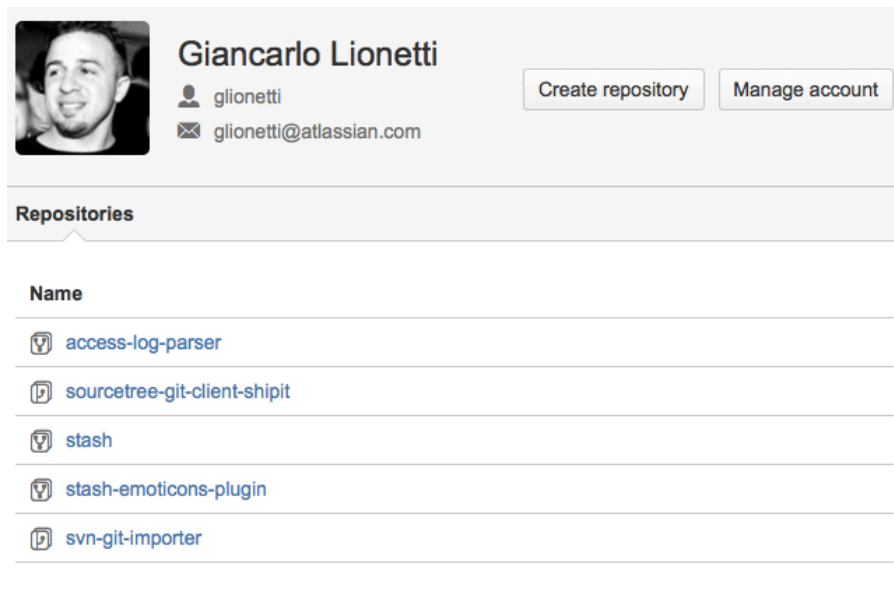 Giancarlo Lionetti
glionetti
glionetti@atlassian.com
Create repository
Manage account
Repositories
Name
access-log-parser
sourcetree-git-client-shipit
stash
stash-emoticons-plugin
svn-git-importer